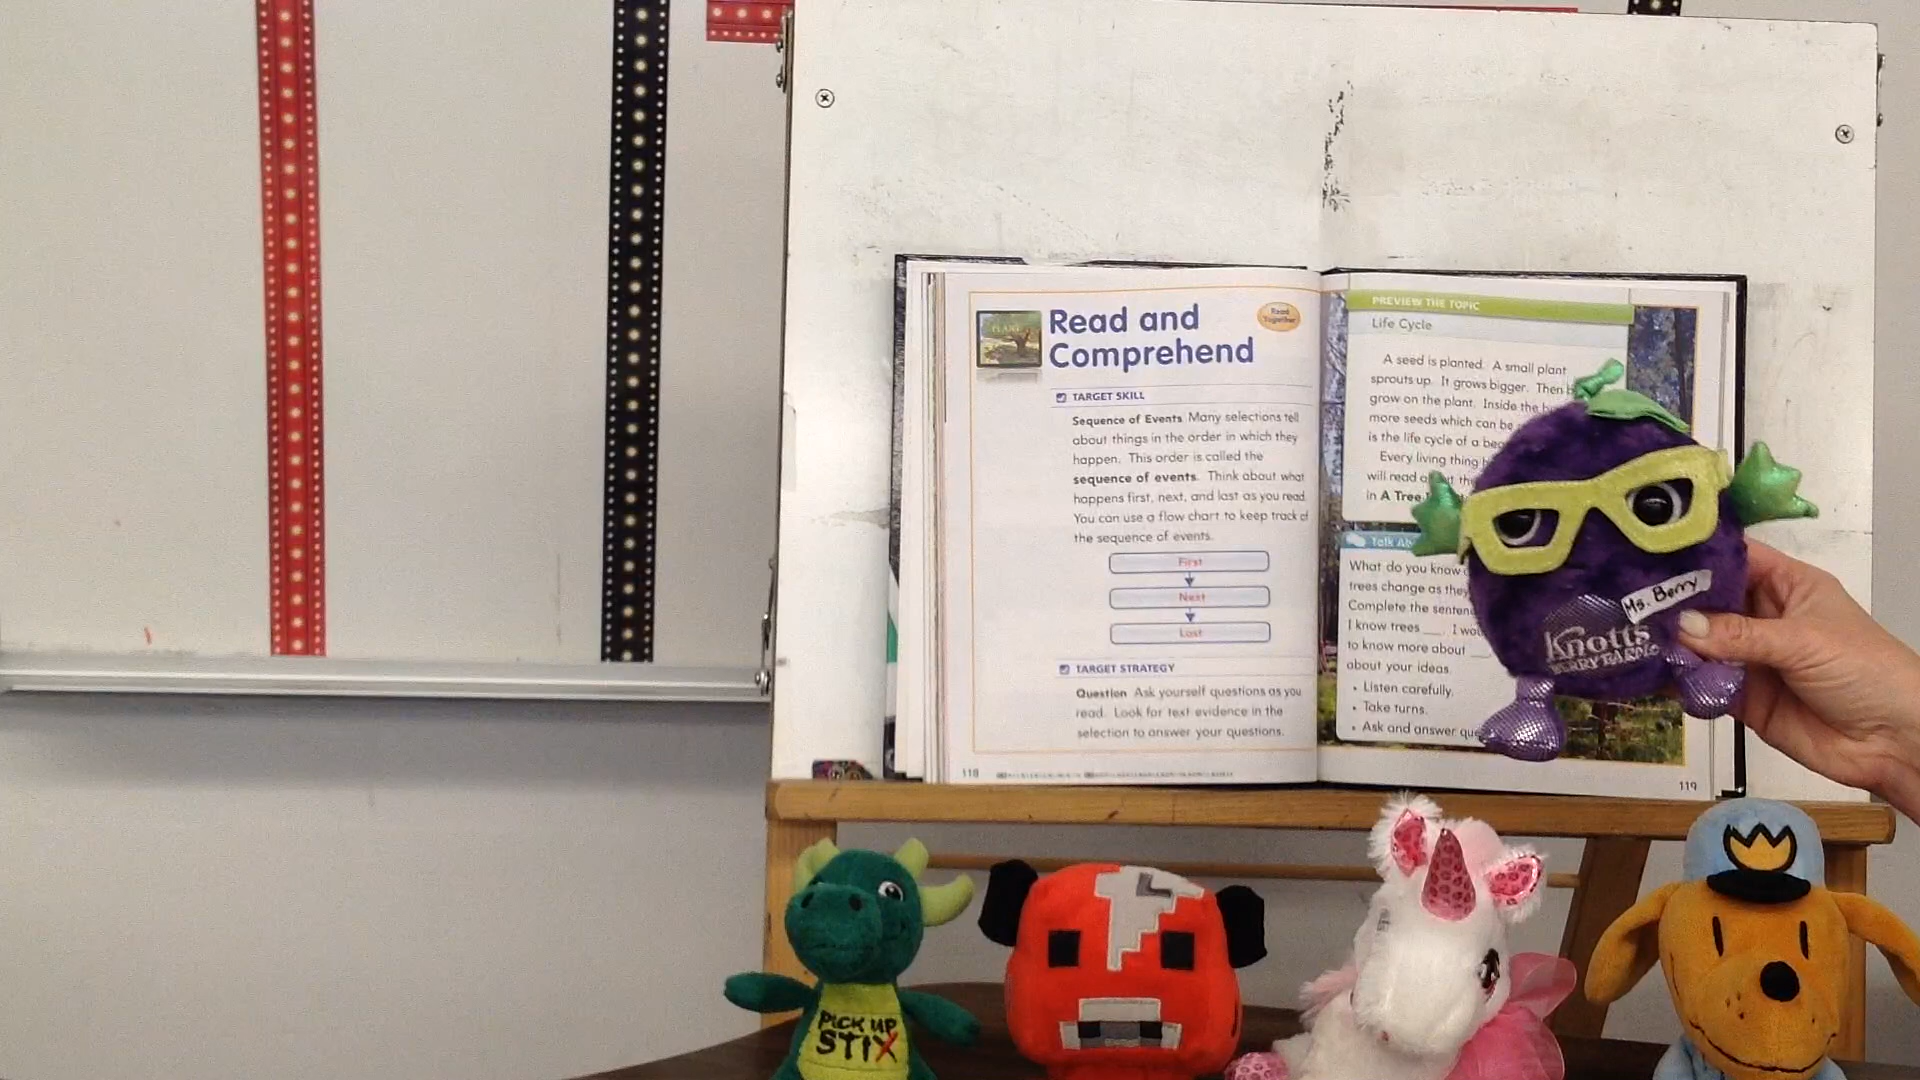 Read and
Comprehend
Read
Together
TARGET SKILL
Sequence of Events Many selections tell
about things in the order in which they
happen. This order is called the
sequence of events. Think about what
happens first, next, and last as you read.
You can use a flow chart to keep track of
the sequence of events.
First
Next
Last
TARGET STRATEGY
Question Ask yourself questions as you
read. Look for text evidence in the
selection to answer your questions.
118
PREVIEW THE TOPIC
Life Cycle
A seed is planted. A small plant
sprouts up. It grows bigger. Then
grow on the plant. Inside the
more seeds which can be
is the life cycle of a
Every living thing
will read
in A Tree
Talk
What do you know
trees change as they
Complete the
I know trees ___. I
to know more about ___
about your ideas.
• Listen carefully.
• Take turns.
• Ask and answer
119
Ms. Berry
Knott's
BERRY FARM
PICK UP
STIX